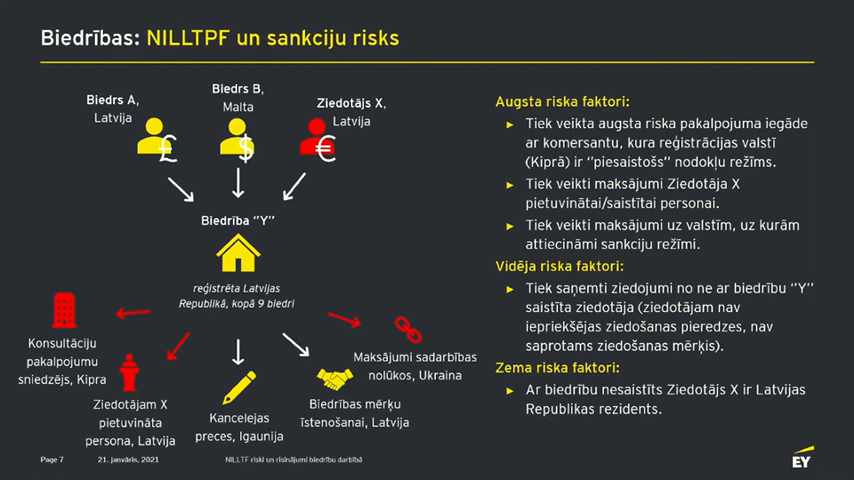 Biedrības: NILLTPF un sankciju risks
Biedrs A,
Latvija
Biedrs B,
Malta
Ziedotājs X,
Latvija
£
$
€
Biedrība "Y"
reģistrēta Latvijas
Republikā, kopā 9 biedri
Konsultāciju
pakalpojumu
sniedzējs, Kipra
Ziedotājam X
pietuvināta
persona, Latvija
Kancelejas
preces, Igaunija
Biedrības mērķu
īstenošanai, Latvija
Maksājumi sadarbības
nolūkos, Ukraina
Augsta riska faktori:
Tiek veikta augsta riska pakalpojuma iegāde
ar komersantu, kura reģistrācijas valstī
(Kiprā) ir "piesaistošs" nodokļu režīms.
Tiek veikti maksājumi Ziedotāja X
pietuvinātai/saistītai personai.
Tiek veikti maksājumi uz valstīm, uz kurām
attiecināmi sankciju režīmi.
Vidēja riska faktori:
Tiek saņemti ziedojumi no ne ar biedrību "Y"
saistīta ziedotāja (ziedotājam nav
iepriekšējas ziedošanas pieredzes, nav
saprotams ziedošanas mērķis).
Zema riska faktori:
Ar biedrību nesaistīts Ziedotājs X ir Latvijas
Republikas rezidents.
Page 7
21. janvāris, 2021
NILLTF riski un risinājumi biedrību darbībā
EY